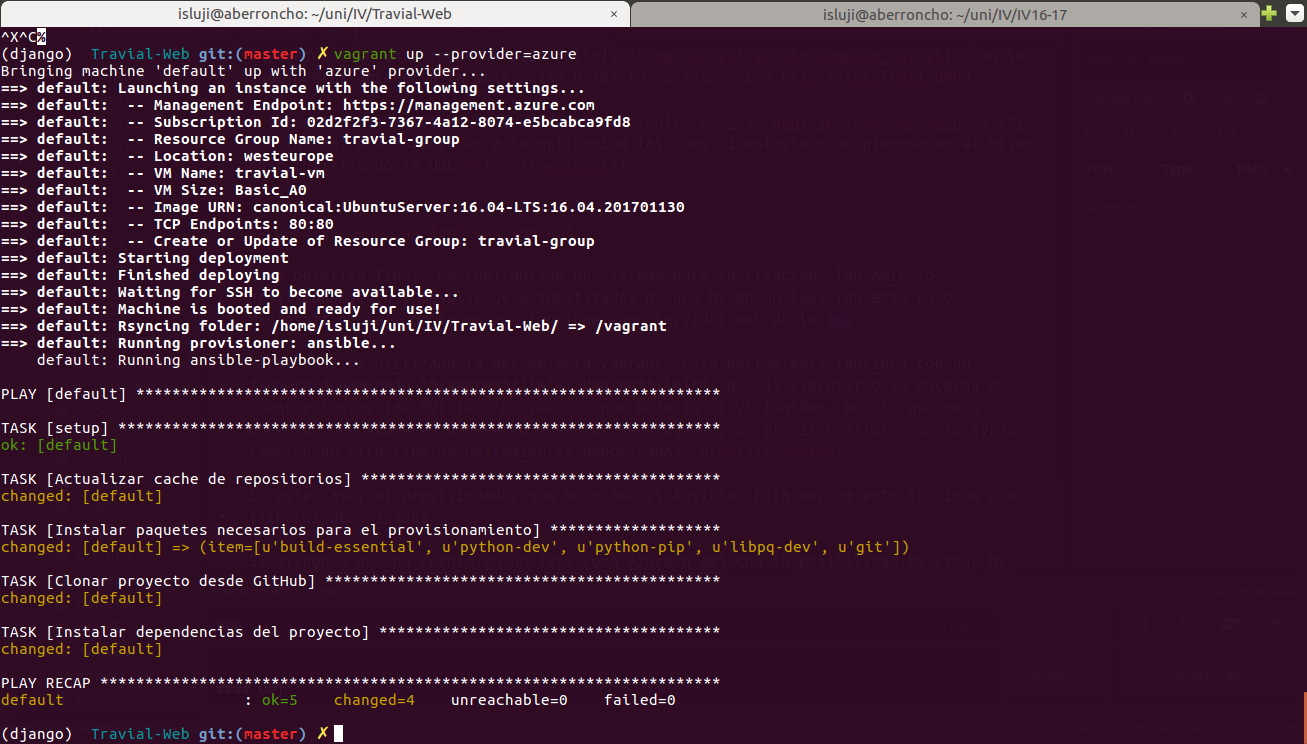 isluji@aberroncho: ~/uni/IV/Travial-Web × isluji@aberroncho: ~/uni/IV/IV16-17 ×
^X^C%
(django)  Travial-Web git:(master) ✗ vagrant up --provider=azure
Bringing machine 'default' up with 'azure' provider...
==> default: Launching an instance with the following settings...
==> default:  -- Management Endpoint: https://management.azure.com
==> default:  -- Subscription Id: 02d2f2f3-7367-4a12-8074-e5bcabca9fd8
==> default:  -- Resource Group Name: travial-group
==> default:  -- Location: westeurope
==> default:  -- VM Name: travial-vm
==> default:  -- VM Size: Basic_A0
==> default:  -- Image URN: canonical:UbuntuServer:16.04-LTS:16.04.201701130
==> default:  -- TCP Endpoints: 80:80
==> default:  -- Create or Update of Resource Group: travial-group
==> default: Starting deployment
==> default: Finished deploying
==> default: Waiting for SSH to become available...
==> default: Machine is booted and ready for use!
==> default: Rsyncing folder: /home/isluji/uni/IV/Travial-Web/ => /vagrant
==> default: Running provisioner: ansible...
    default: Running ansible-playbook...
PLAY [default] *****************************************************************
TASK [setup] *******************************************************************
ok: [default]
TASK [Actualizar cache de repositorios] ****************************************
changed: [default]
TASK [Instalar paquetes necesarios para el provisionamiento] *******************
changed: [default] => (item=[u'build-essential', u'python-dev', u'python-pip', u'libpq-dev', u'git'])
TASK [Clonar proyecto desde GitHub] ********************************************
changed: [default]
TASK [Instalar dependencias del proyecto] **************************************
changed: [default]
PLAY RECAP *********************************************************************
default                    : ok=5    changed=4    unreachable=0    failed=0
(django)  Travial-Web git:(master) ✗